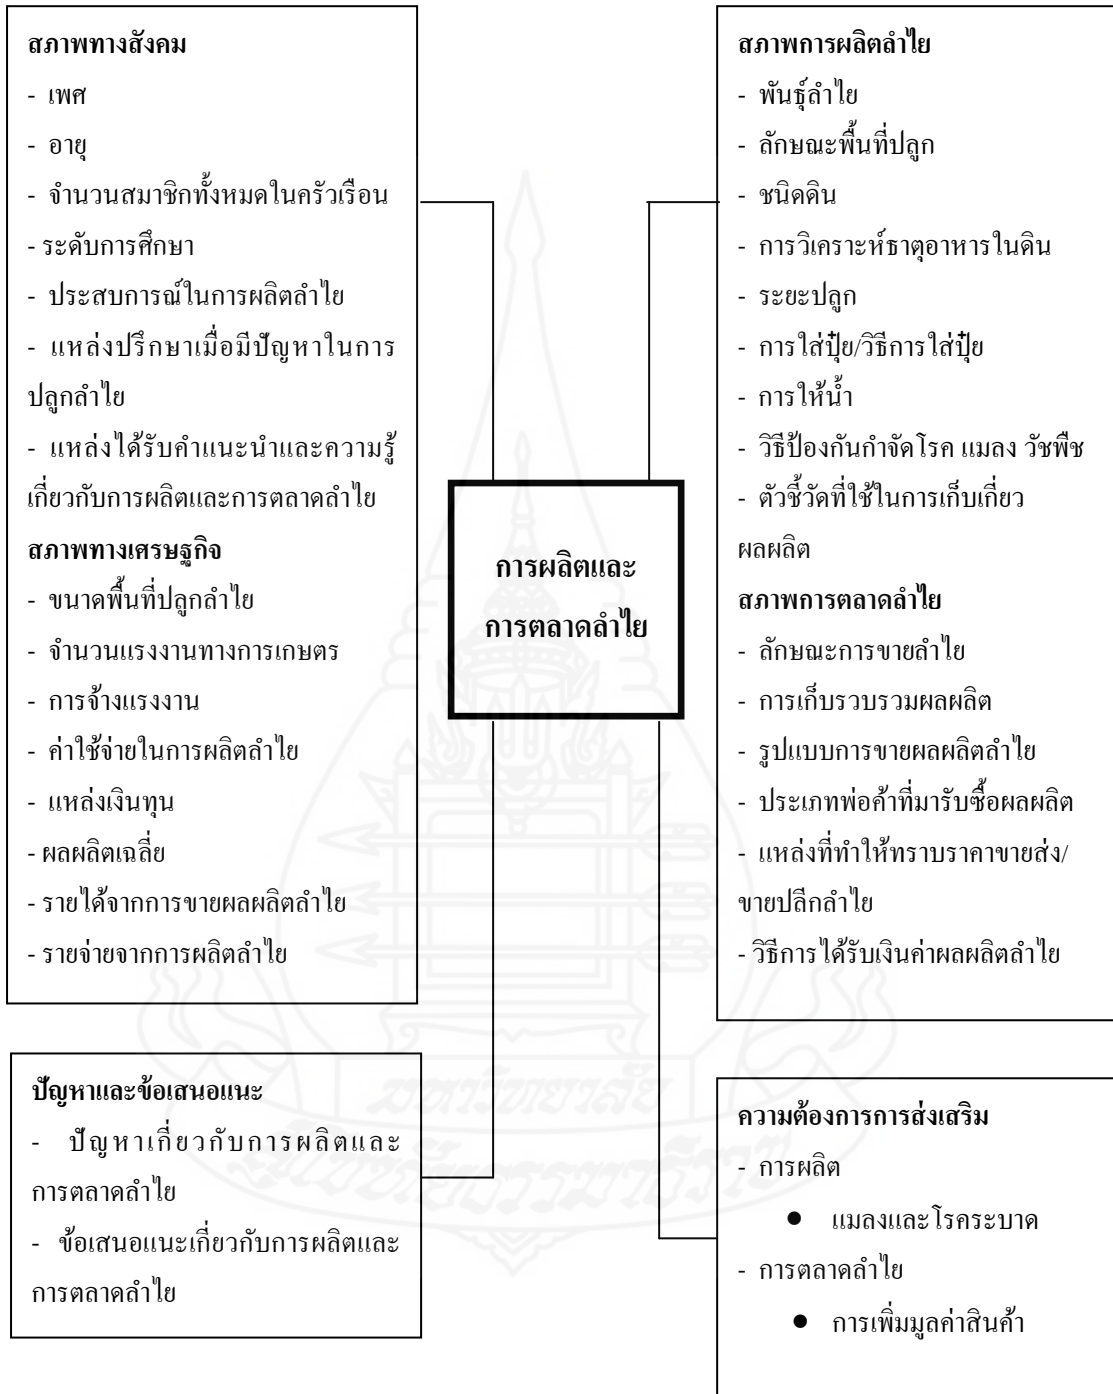 สภาพทางสังคม
- เพศ
- อายุ
- จำนวนสมาชิกทั้งหมดในครัวเรือน
- ระดับการศึกษา
- ประสบการณ์ในการผลิตลำไย
- แหล่งปรึกษาเมื่อมีปัญหาในการ
ปลูกลำไย
- แหล่งได้รับคำแนะนำและความรู้
เกี่ยวกับการผลิตและการตลาดลำไย
สภาพทางเศรษฐกิจ
- ขนาดพื้นที่ปลูกลำไย
- จำนวนแรงงานทางการเกษตร
- การจ้างแรงงาน
- ค่าใช้จ่ายในการผลิตลำไย
- แหล่งเงินทุน
- ผลผลิตเฉลี่ย
- รายได้จากการขายผลผลิตลำไย
- รายจ่ายจากการผลิตลำไย
สภาพการผลิตลำไย
- พันธุ์ลำไย
- ลักษณะพื้นที่ปลูก
- ชนิดดิน
- การวิเคราะห์ธาตุอาหารในดิน
- ระยะปลูก
- การใส่ปุ๋ย/วิธีการใส่ปุ๋ย
- การให้น้ำ
- วิธีป้องกันกำจัดโรค แมลง วัชพืช
- ตัวชี้วัดที่ใช้ในการเก็บเกี่ยว
ผลผลิต
สภาพการตลาดลำไย
- ลักษณะการขายลำไย
- การเก็บรวบรวมผลผลิต
- รูปแบบการขายผลผลิตลำไย
- ประเภทพ่อค้าที่มารับซื้อผลผลิต
- แหล่งที่ทำให้ทราบราคาขายส่ง/
ขายปลีกลำไย
- วิธีการได้รับเงินค่าผลผลิตลำไย
การผลิตและ
การตลาดลำไย
ปัญหาและข้อเสนอแนะ
- ปัญหาเกี่ยวกับการผลิตและ
การตลาดลำไย
- ข้อเสนอแนะเกี่ยวกับการผลิตและ
การตลาดลำไย
ความต้องการการส่งเสริม
- การผลิต
● แมลงและโรคระบาด
- การตลาดลำไย
● การเพิ่มมูลค่าสินค้า
มหาวิทยาลัย
สุโขทัยธรรมาธิราช